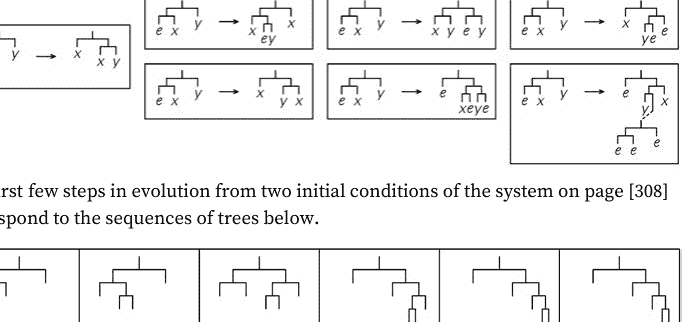 e x y → x e y x
e x y → x y e y
e x y → x y e e
y → x x y
e x y → x y x
e x y → e x e y e
e x y → e y x
e e e
rst few steps in evolution from two initial conditions of the system on page [308]
spond to the sequences of trees below.